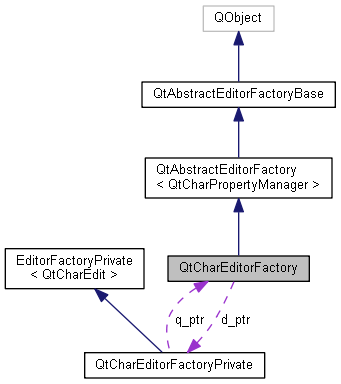 QObject
QtAbstractEditorFactoryBase
QtAbstractEditorFactory
< QtCharPropertyManager >
EditorFactoryPrivate
< QtCharEdit >
QtCharEditorFactory
q_ptr
d_ptr
QtCharEditorFactoryPrivate